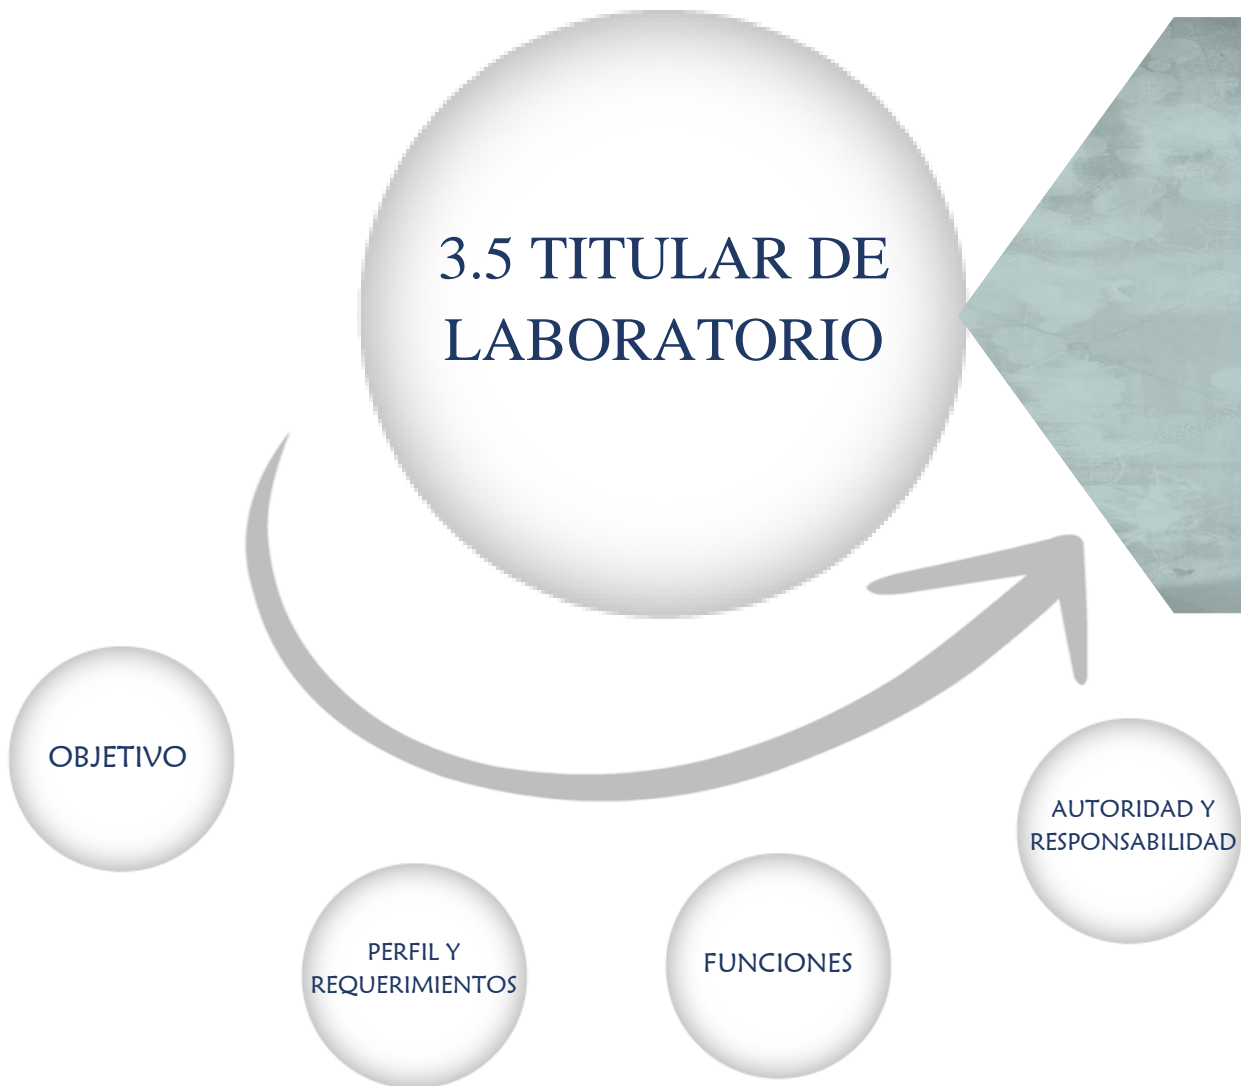 3.5 TITULAR DE
LABORATORIO
OBJETIVO
PERFIL Y
REQUERIMIENTOS
FUNCIONES
AUTORIDAD Y
RESPONSABILIDAD